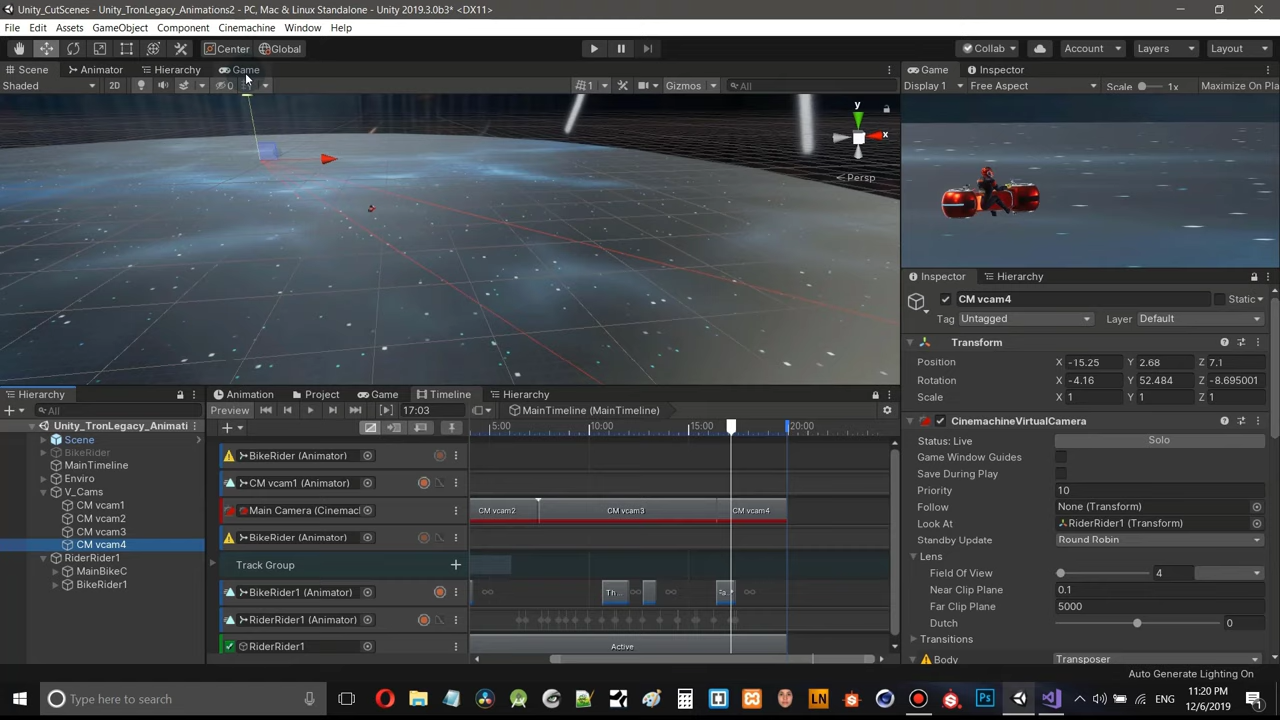 Unity_CutScenes - Unity_TronLegacy_Animations2 - PC, Mac & Linux Standalone - Unity 2019.3.0b3* <DX11>
File Edit Assets GameObject Component Cinemachine Window Help
Center Global Collab Account Layers Layout
Scene Animator Hierarchy Game
Shaded 2D 0 1 Gizmos All
Game Inspector
Display 1 Free Aspect Scale 1x Maximize On Pla
y
x
Persp
Inspector Hierarchy
CM vcam4 Static
Tag Untagged Layer Default
Transform
Position X -15.25 Y 2.68 Z 7.1
Rotation X -4.16 Y 52.484 Z -8.695001
Scale X 1 Y 1 Z 1
CinemachineVirtualCamera
Status: Live Solo
Game Window Guides
Save During Play
Priority 10
Follow None (Transform)
Look At RiderRider1 (Transform)
Standby Update Round Robin
Lens
Field Of View 4
Near Clip Plane 0.1
Far Clip Plane 5000
Dutch 0
Transitions
Body Transposer
Auto Generate Lighting On
Hierarchy
All
Unity_TronLegacy_Animati
Scene
BikeRider
MainTimeline
Enviro
V_Cams
CM vcam1
CM vcam2
CM vcam3
CM vcam4
RiderRider1
MainBikeC
BikeRider1
Animation Project Game Timeline Hierarchy
Preview 17:03 MainTimeline (MainTimeline)
5:00 10:00 15:00 20:00
BikeRider (Animator)
CM vcam1 (Animator)
Main Camera (Cinemac CM vcam2 CM vcam3 CM vcam4
BikeRider (Animator)
Track Group
BikeRider1 (Animator) Th...
RiderRider1 (Animator)
RiderRider1 Active
Type here to search
LN
Ps
ENG
11:20 PM
12/6/2019